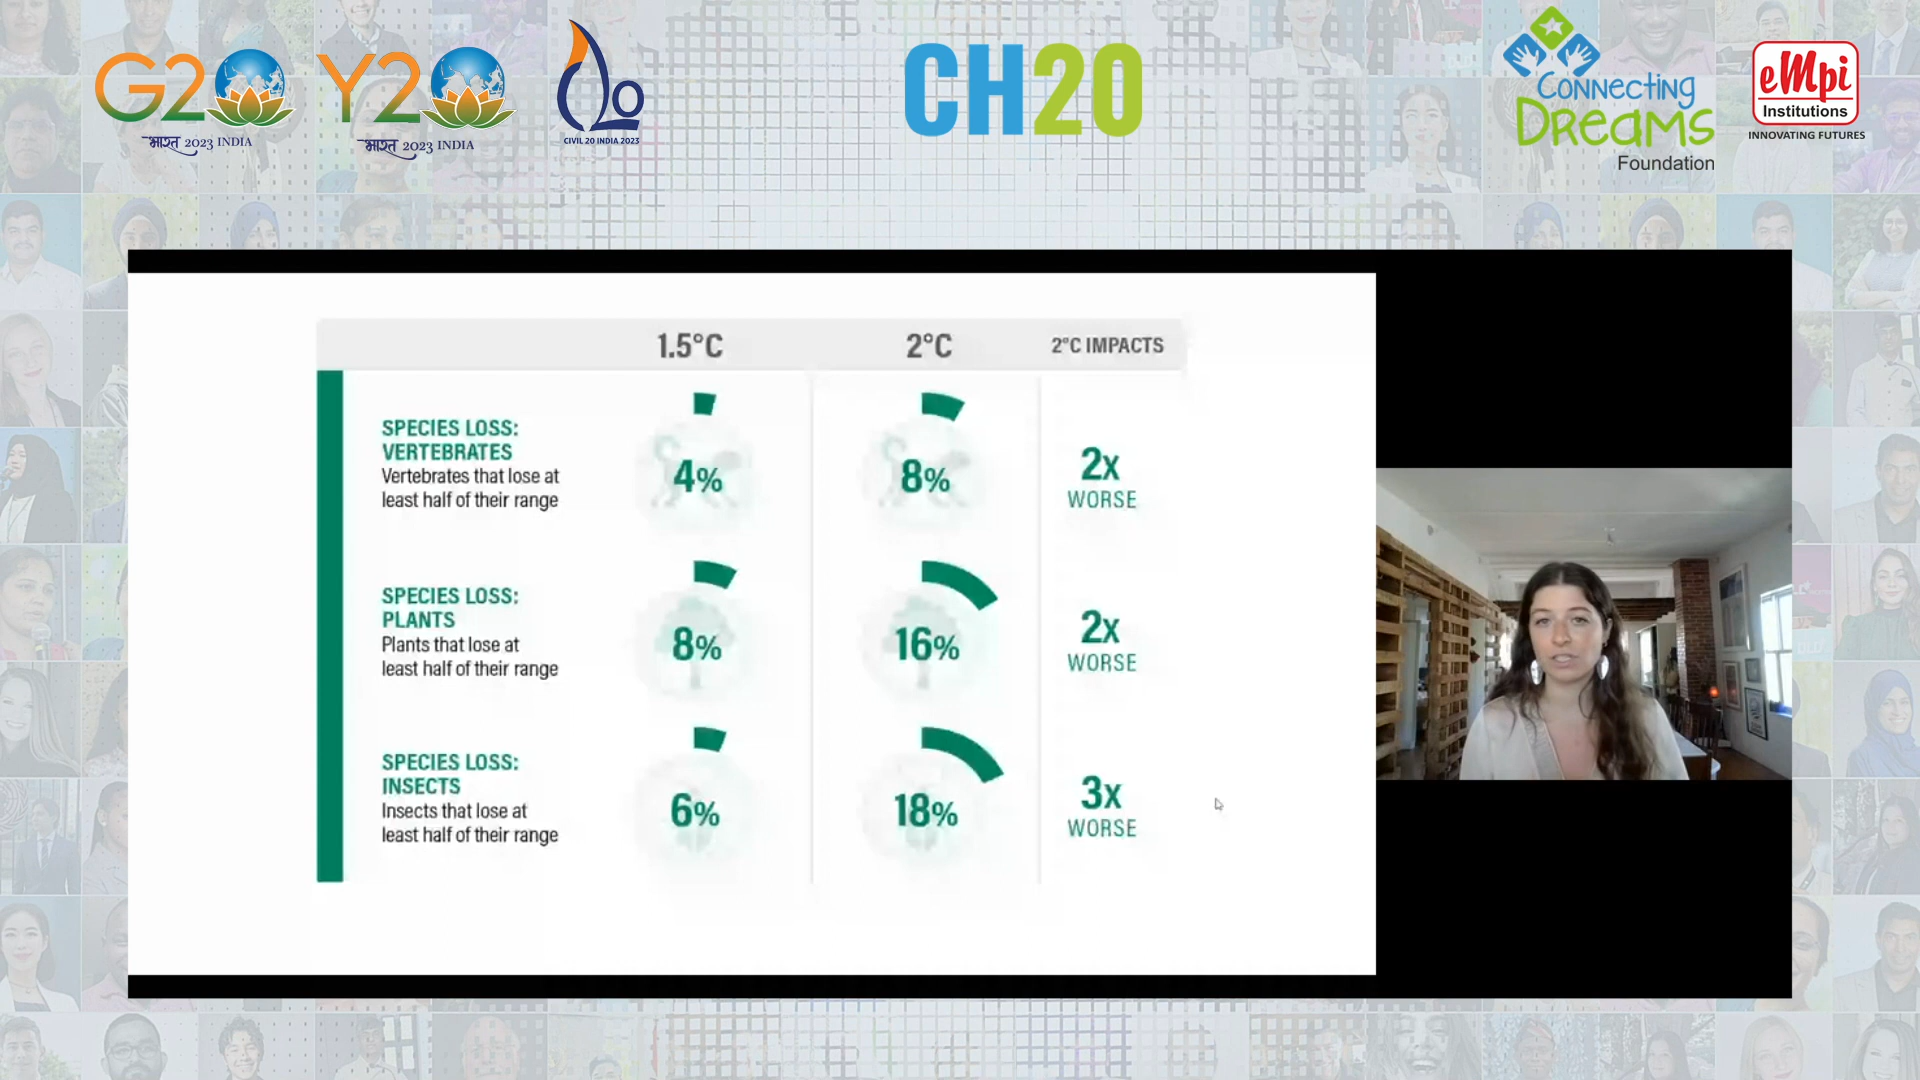 G20
भारत 2023 INDIA
Y20
भारत 2023 INDIA
CIVIL 20 INDIA 2023
CH20
Connecting
Dreams
Foundation
eMpi
Institutions
INNOVATING FUTURES
1.5°C 2°C 2°C IMPACTS
SPECIES LOSS:
VERTEBRATES
Vertebrates that lose at
least half of their range
4% 8% 2x
WORSE
SPECIES LOSS:
PLANTS
Plants that lose at
least half of their range
8% 16% 2x
WORSE
SPECIES LOSS:
INSECTS
Insects that lose at
least half of their range
6% 18% 3x
WORSE